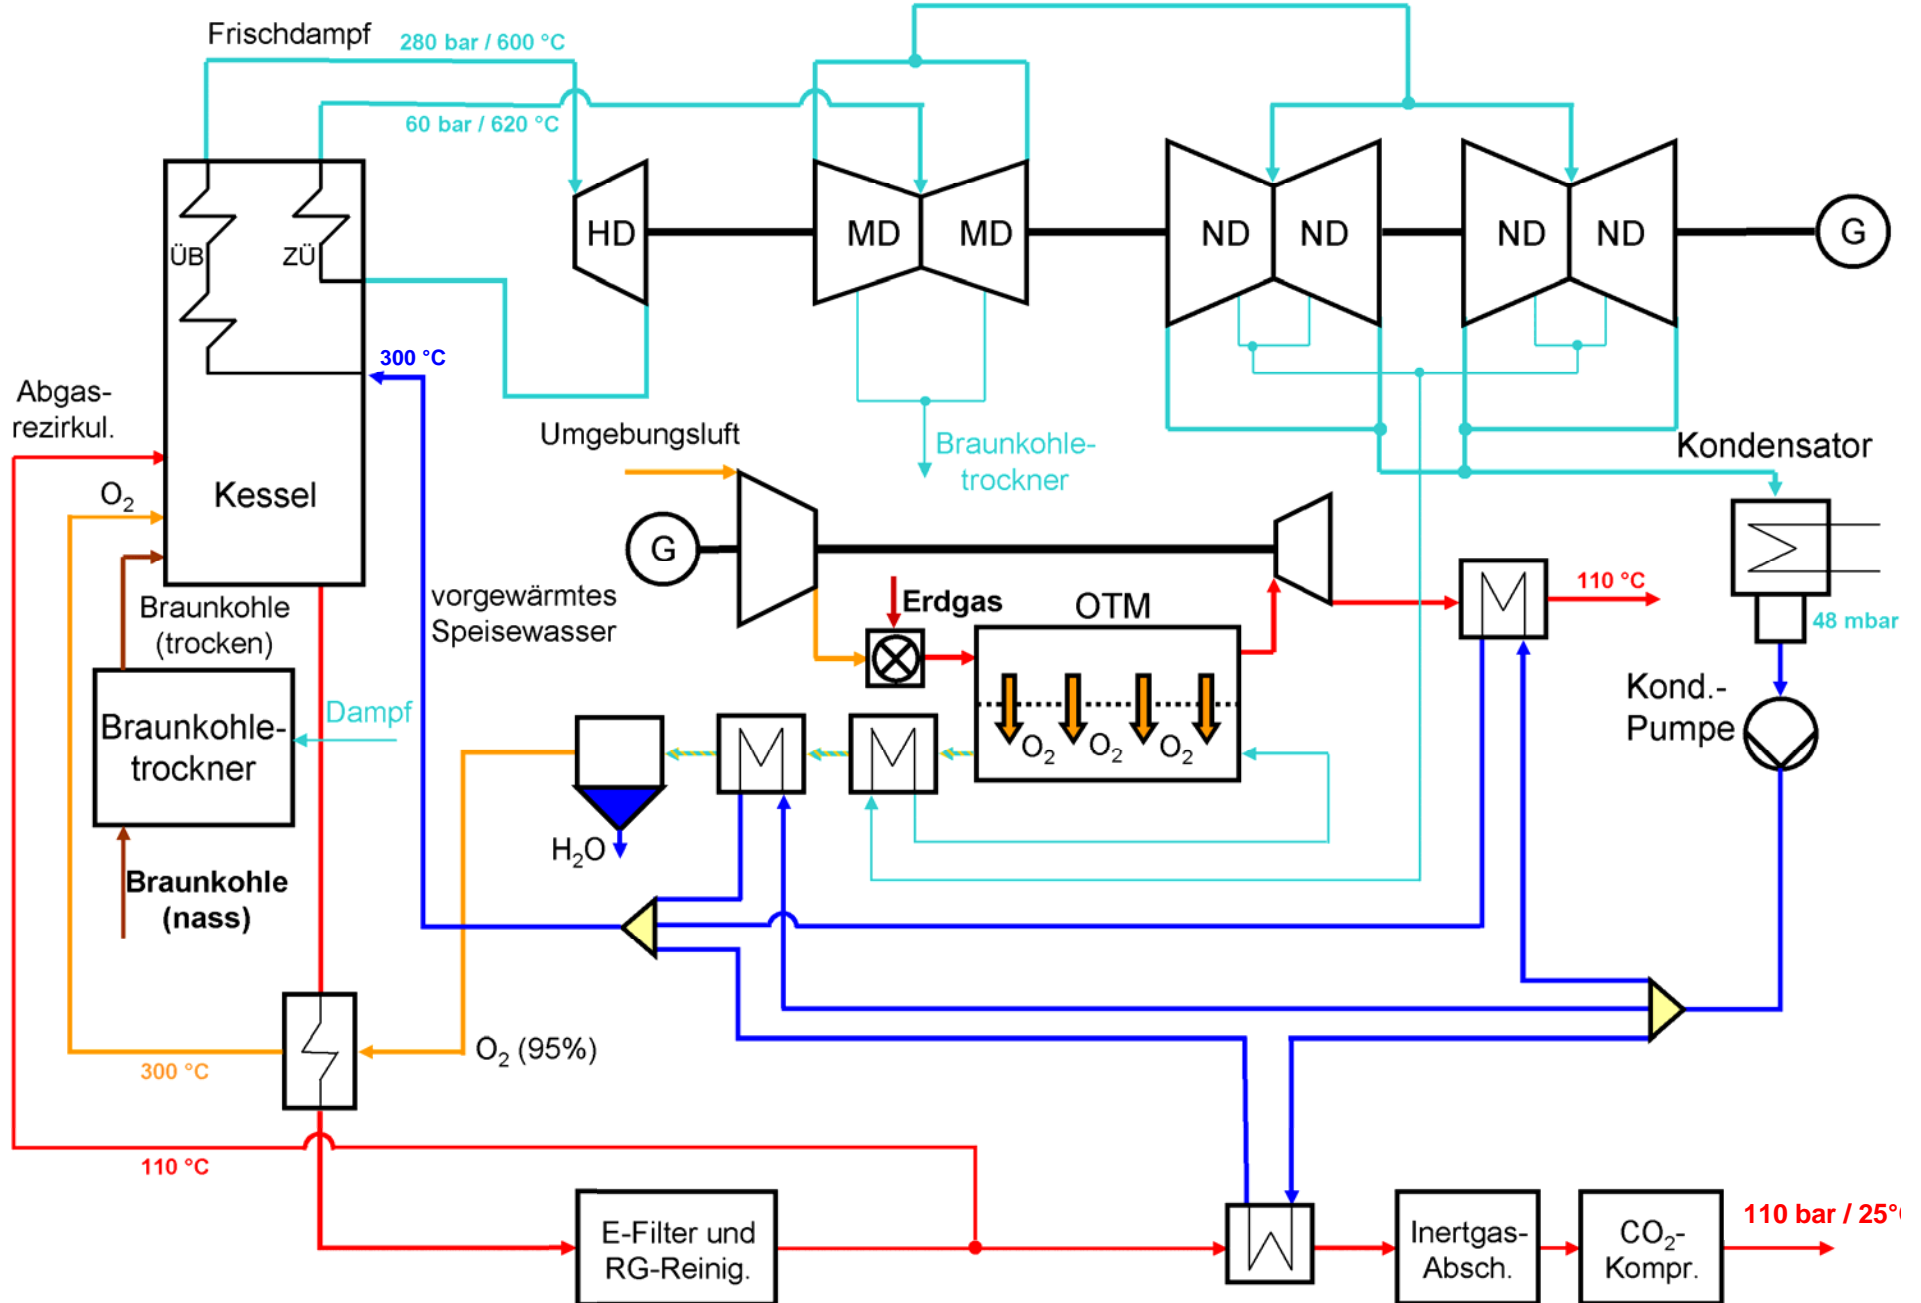 Frischdampf
280 bar / 600 °C
60 bar / 620 °C
ÜB
ZÜ
HD
MD
MD
ND
ND
ND
ND
G
300 °C
Abgas-
rezirkul.
O₂
Kessel
Umgebungsluft
Braunkohle-
trockner
Kondensator
G
Erdgas
OTM
110 °C
48 mbar
vorgewärmtes
Speisewasser
Braunkohle
(trocken)
Kond.-
Pumpe
Dampf
Braunkohle-
trockner
O₂
O₂
O₂
H₂O
Braunkohle
(nass)
O₂ (95%)
300 °C
110 °C
E-Filter und
RG-Reinig.
Inertgas-
Absch.
CO₂-
Kompr.
110 bar / 25°